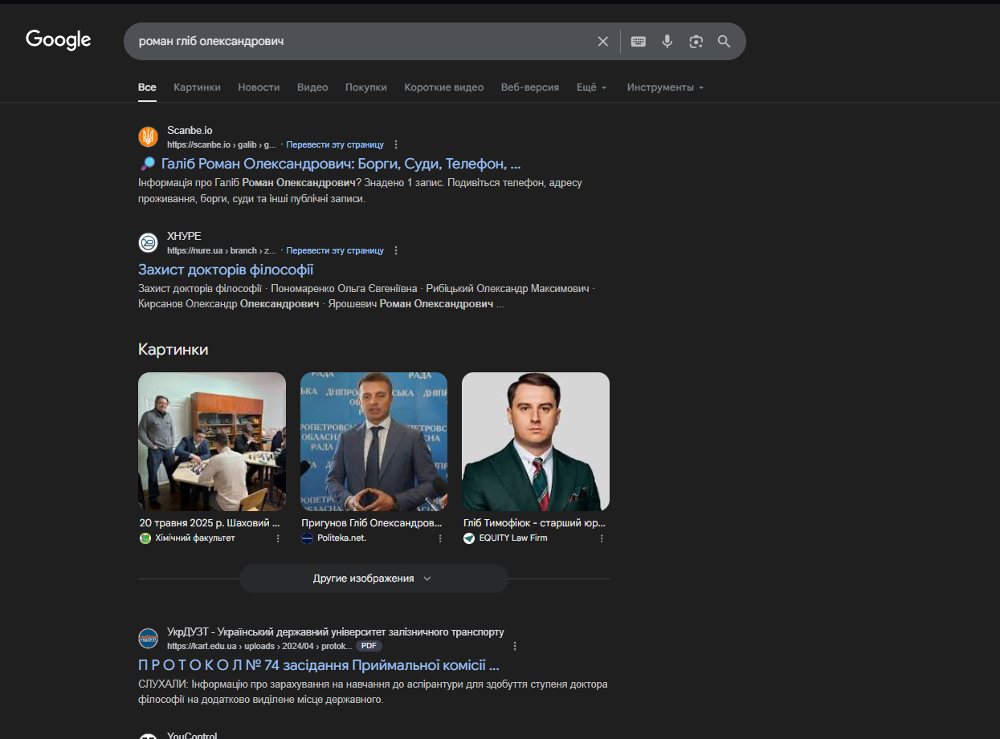 Google
роман гліб олександрович
Все Картинки Новости Видео Покупки Короткие видео Веб-версия Ещё Инструменты
Scanbe.io
https://scanbe.io › galib › g... · Перевести эту страницу
Галіб Роман Олександрович: Борги, Суди, Телефон, ...
Інформація про Галіб Роман Олександрович? Знадено 1 запис. Подивіться телефон, адресу
проживання, борги, суди та інші публічні записи.
ХНУРЕ
https://nure.ua › branch › z... · Перевести эту страницу
Захист докторів філософії
Захист докторів філософії · Пономаренко Ольга Євгеніївна · Рибіцький Олександр Максимович ·
Кирсанов Олександр Олександрович · Ярошевич Роман Олександрович ...
Картинки
РАДА РАДА
СЬКА ДНІПРО
РОПЕТРОВСЬ
ОБЛАСНА
РАДА
20 травня 2025 р. Шаховий ...
Хімічний факультет
Пригунов Гліб Олександров...
Politeka.net.
Гліб Тимофіюк - старший юр...
EQUITY Law Firm
Другие изображения
УкрДУЗТ - Український державний університет залізничного транспорту
https://kart.edu.ua › uploads › 2024/04 › protok... PDF
П Р О Т О К О Л № 74 засідання Приймальної комісії ...
СЛУХАЛИ: Інформацію про зарахування на навчання до аспірантури для здобуття ступеня доктора
філософії на додатково виділене місце державного.
YouControl